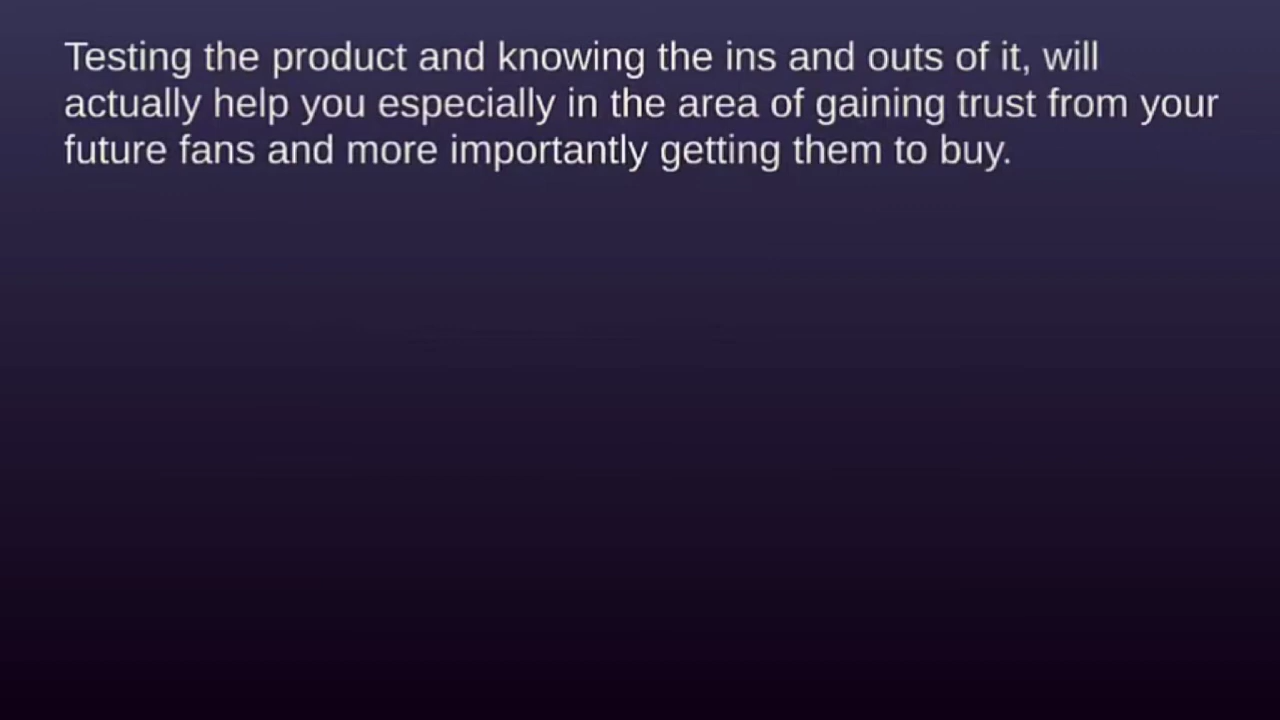 Testing the product and knowing the ins and outs of it, will
actually help you especially in the area of gaining trust from your
future fans and more importantly getting them to buy.